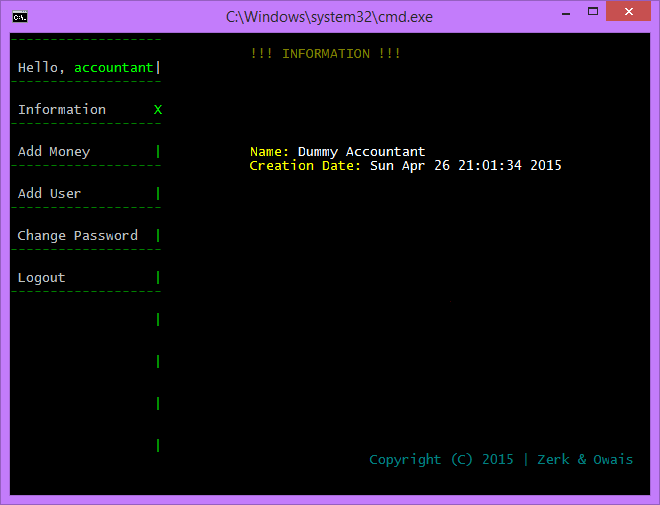 C:\Windows\system32\cmd.exe
!!! INFORMATION !!!
Hello, accountant|
Information X
Add Money |
Name: Dummy Accountant
Creation Date: Sun Apr 26 21:01:34 2015
Add User |
Change Password |
Logout |
Copyright (C) 2015 | Zerk & Owais